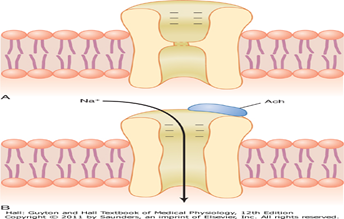 A
Na+
Ach
B
Hall: Guyton and Hall Textbook of Medical Physiology, 12th Edition
Copyright © 2011 by Saunders, an imprint of Elsevier, Inc. All rights reserved.